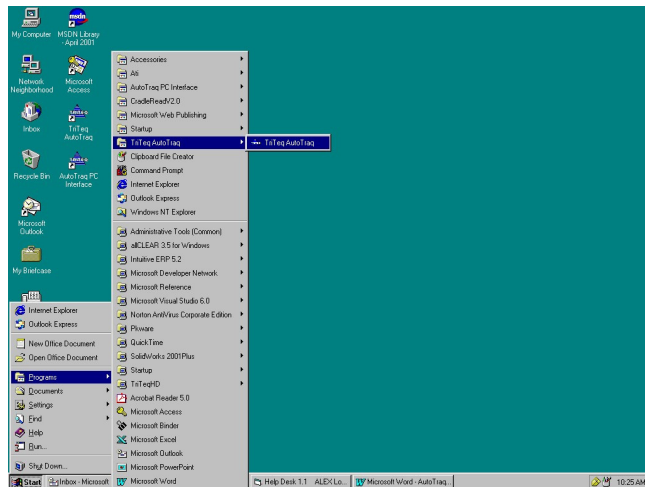 My Computer
MSDN Library
- April 2001
Network
Neighborhood
Microsoft
Access
Inbox
TriTeq
AutoTraq
Recycle Bin
AutoTraq PC
Interface
Microsoft
Outlook
My Briefcase
Accessories
Ati
AutoTraq PC Interface
CradleReadV2.0
Microsoft Web Publishing
Startup
TriTeq AutoTraq
TriTeq AutoTraq
Clipboard File Creator
Command Prompt
Internet Explorer
Outlook Express
Windows NT Explorer
Administrative Tools (Common)
allCLEAR 3.5 for Windows
Intuitive ERP 5.2
Microsoft Developer Network
Microsoft Reference
Microsoft Visual Studio 6.0
Norton AntiVirus Corporate Edition
Pkware
QuickTime
SolidWorks 2001Plus
Startup
TriTeqHD
Acrobat Reader 5.0
Microsoft Access
Microsoft Binder
Microsoft Excel
Microsoft Outlook
Microsoft PowerPoint
Microsoft Word
Internet Explorer
Outlook Express
New Office Document
Open Office Document
Programs
Documents
Settings
Find
Help
Run...
Shut Down...
Start
Inbox - Microsoft
Help Desk 1.1 ALEX Lo...
Microsoft Word - AutoTraq...
10:25 AM